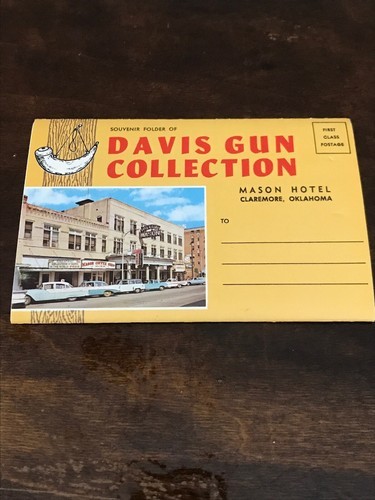 SOUVENIR FOLDER OF
FIRST
CLASS
POSTAGE
DAVIS GUN
COLLECTION
MASON HOTEL
CLAREMORE, OKLAHOMA
TO